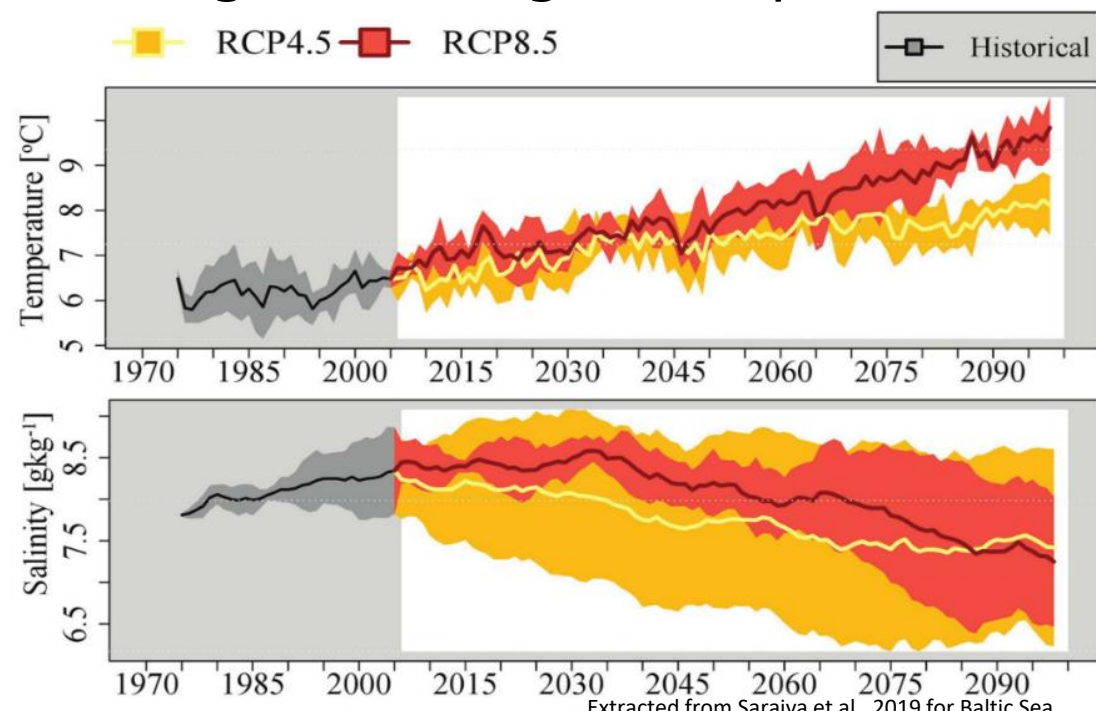 RCP4.5 RCP8.5 Historical
Temperature [ºC]
9
8
7
6
5
1970 1985 2000 2015 2030 2045 2060 2075 2090
Salinity [gkg⁻¹]
8.5
7.5
6.5
1970 1985 2000 2015 2030 2045 2060 2075 2090
Extracted from Saraiva et al., 2019 for Baltic Sea